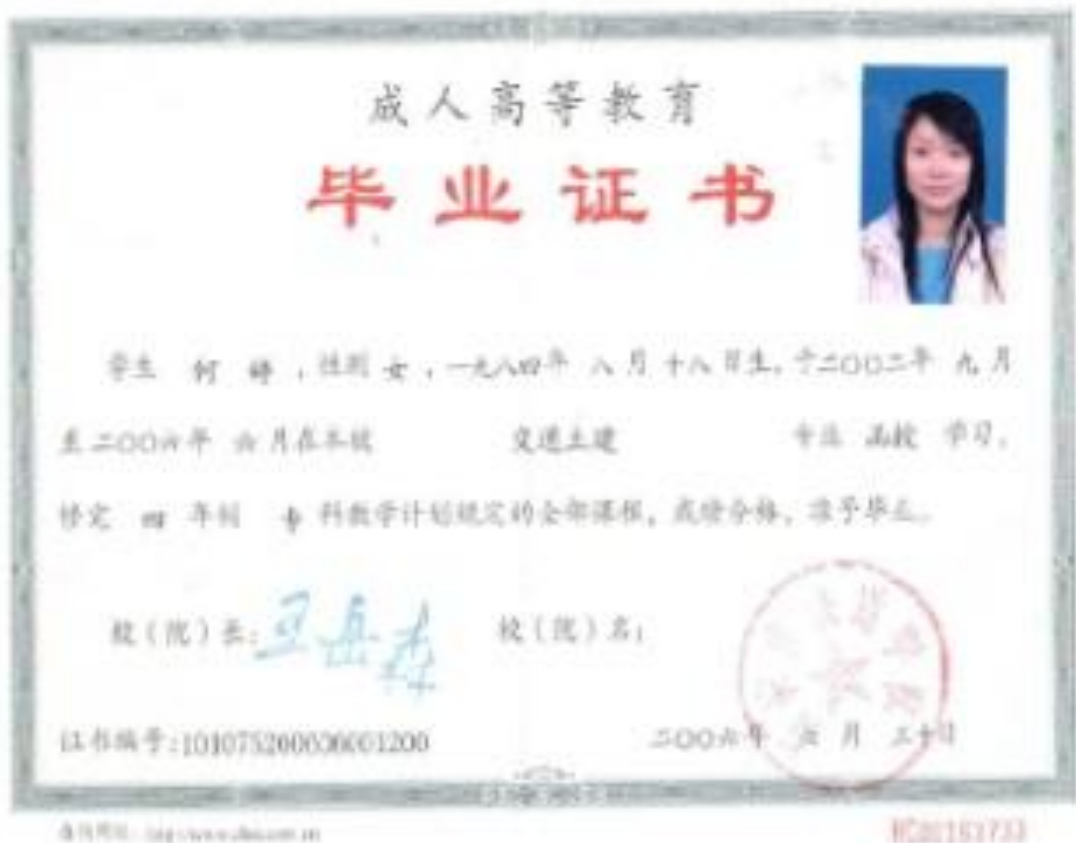 成人高等教育
毕业证书
学生 何 婷 ，性别 女 ，一九八四年 八 月 十八 日生，于二〇〇二年 九 月
至 二〇〇六年 六 月在本校 交通土建 专业 函授 学习，
修完 四 年制 专 科教学计划规定的全部课程，成绩合格，准予毕业。
校（院）长：王岳森 校（院）名：
证书编号：
二〇〇六年 六 月 三十日